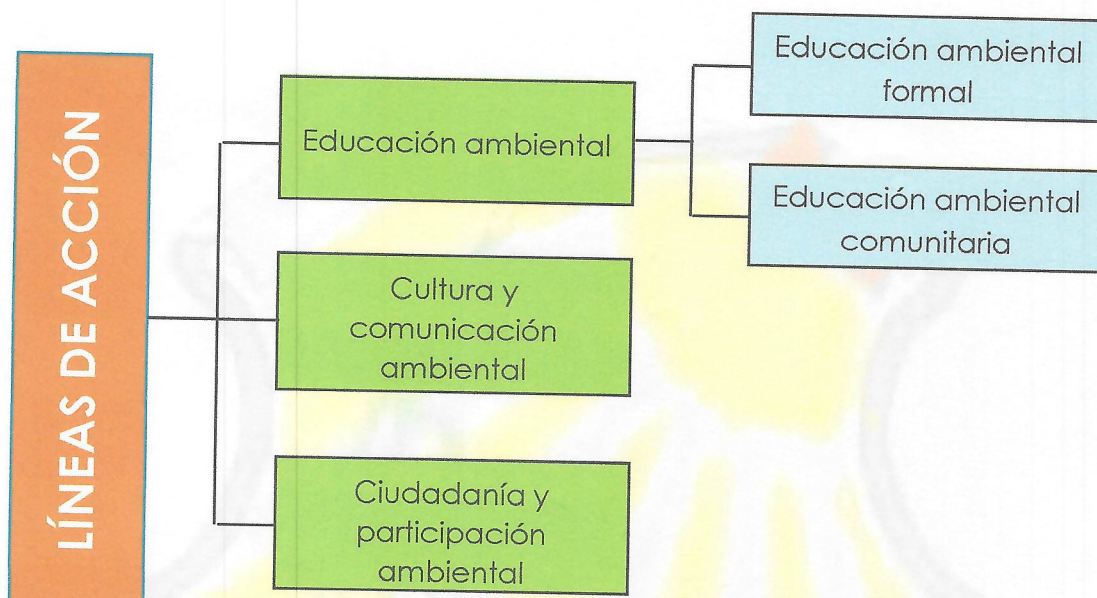 LÍNEAS DE ACCIÓN
Educación ambiental
Educación ambiental
formal
Educación ambiental
comunitaria
Cultura y
comunicación
ambiental
Ciudadanía y
participación
ambiental